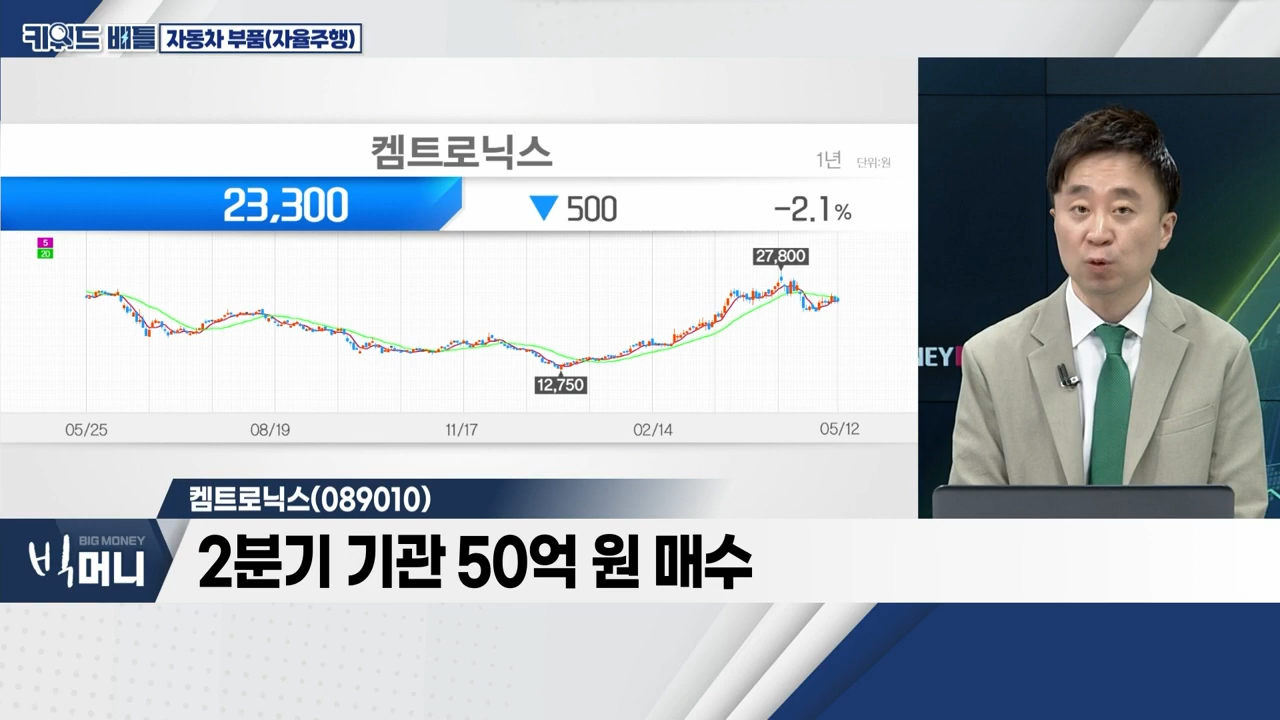 키워드 배틀 자동차 부품(자율주행)
켐트로닉스
1년 단위:원
23,300 ▼500 -2.1%
5
20
27,800
12,750
05/25 08/19 11/17 02/14 05/12
켐트로닉스(089010)
BIG MONEY
빅머니
2분기 기관 50억 원 매수